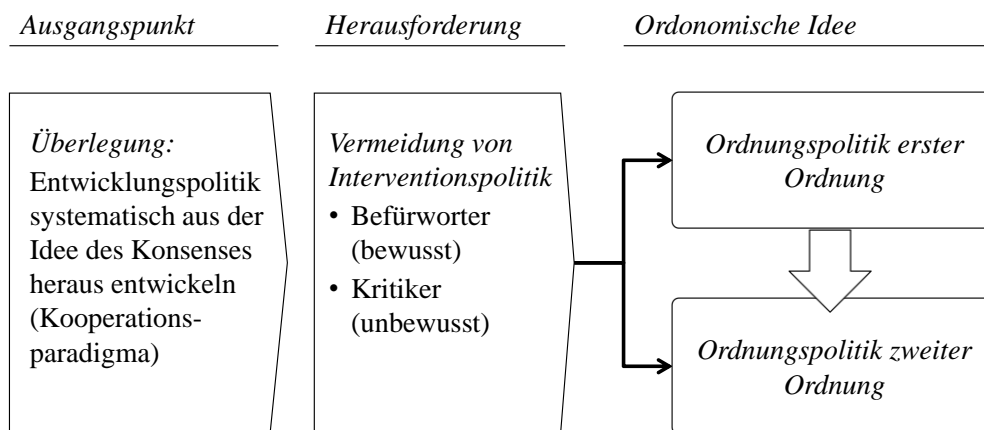 Ausgangspunkt
Herausforderung
Ordonomische Idee
Überlegung:
Entwicklungspolitik
systematisch aus der
Idee des Konsenses
heraus entwickeln
(Kooperations-
paradigma)
Vermeidung von
Interventionspolitik
• Befürworter
(bewusst)
• Kritiker
(unbewusst)
Ordnungspolitik erster
Ordnung
Ordnungspolitik zweiter
Ordnung